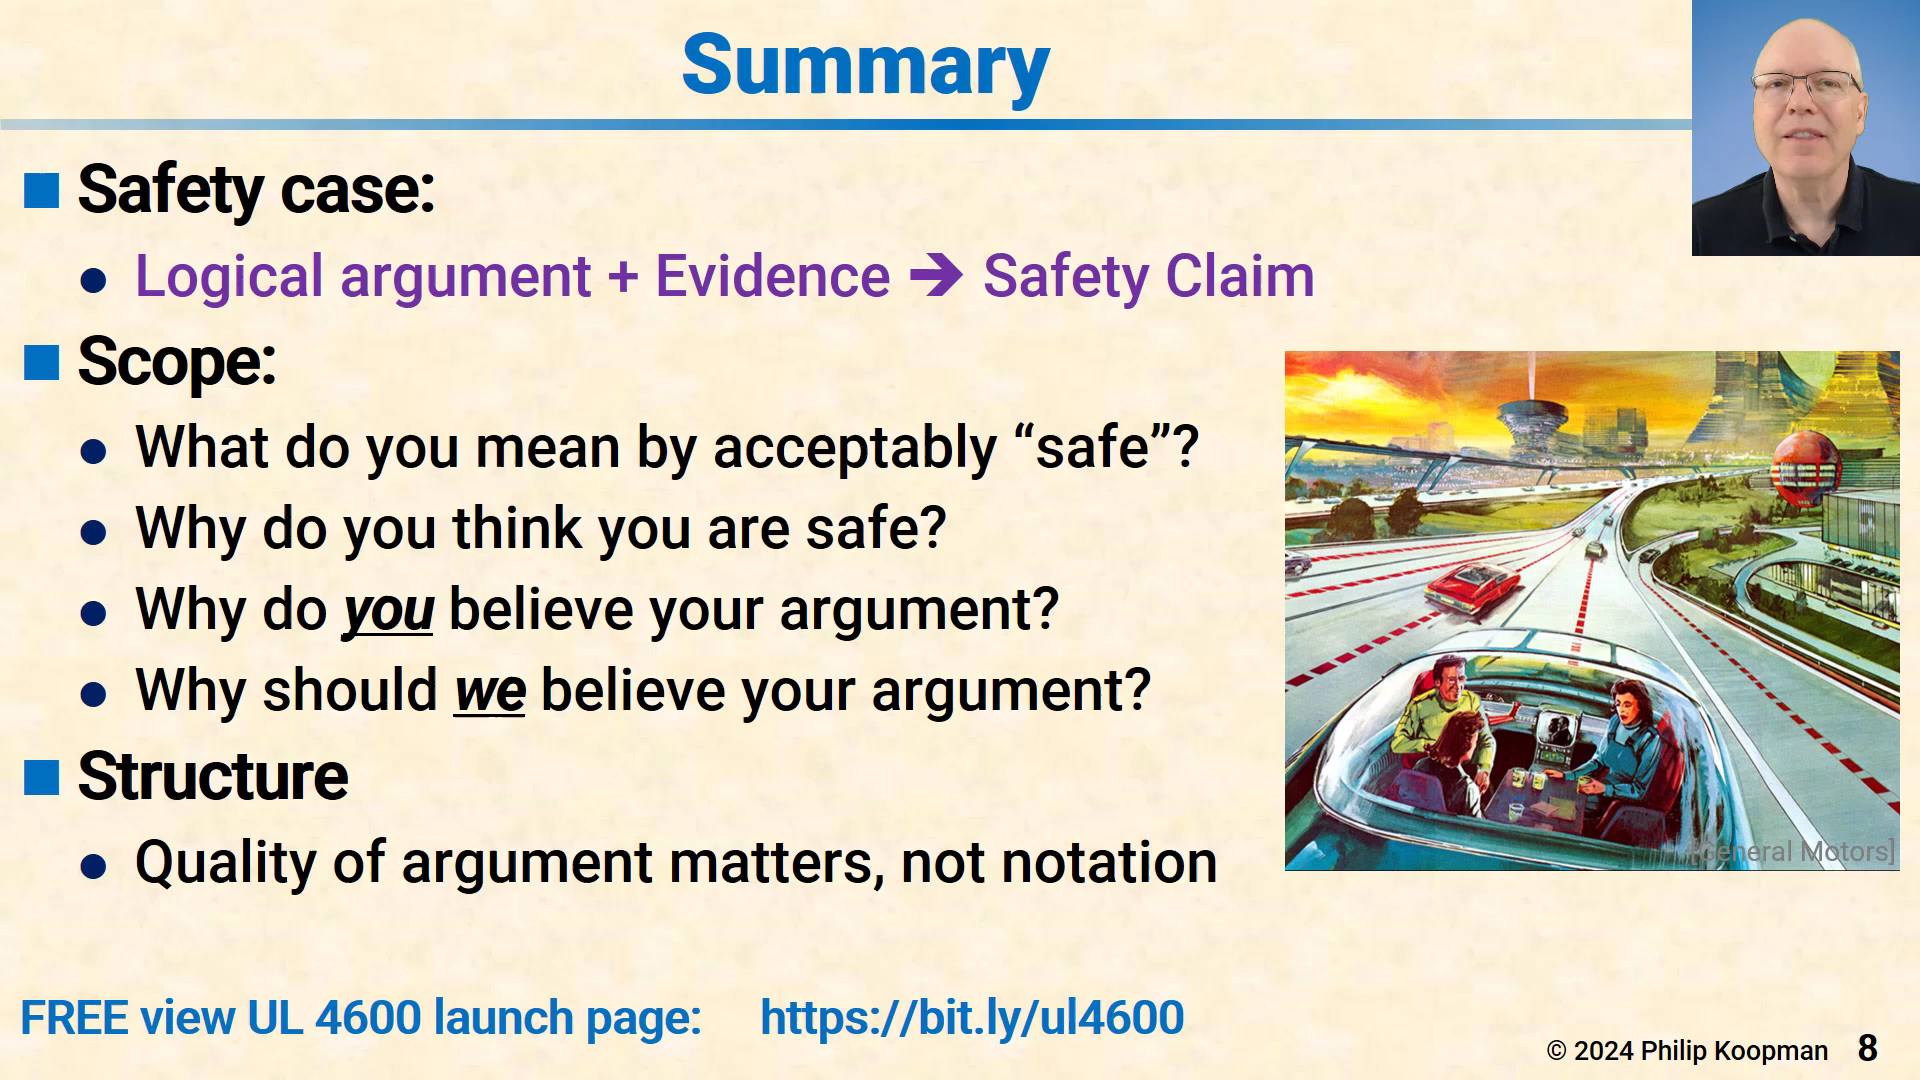 Summary
Safety case:
Logical argument + Evidence ➔ Safety Claim
Scope:
What do you mean by acceptably “safe”?
Why do you think you are safe?
Why do you believe your argument?
Why should we believe your argument?
Structure
Quality of argument matters, not notation
[General Motors]
FREE view UL 4600 launch page: https://bit.ly/ul4600
© 2024 Philip Koopman 8